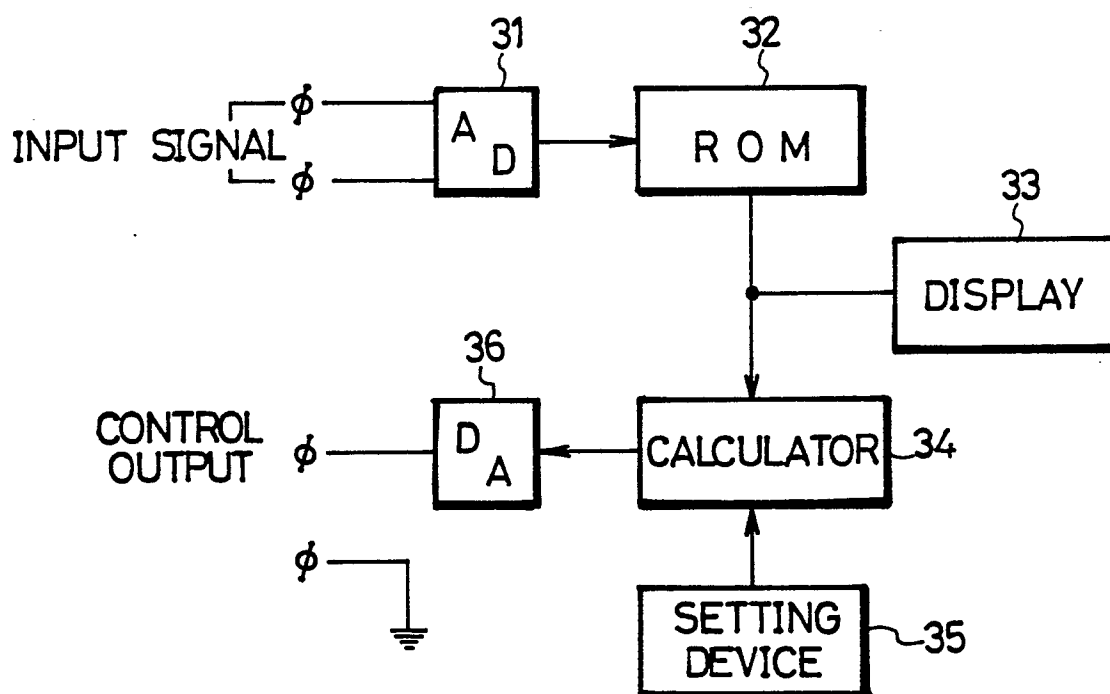 31
32
INPUT SIGNAL
A
D
ROM
33
DISPLAY
36
CONTROL
OUTPUT
D
A
CALCULATOR
34
SETTING
DEVICE
35